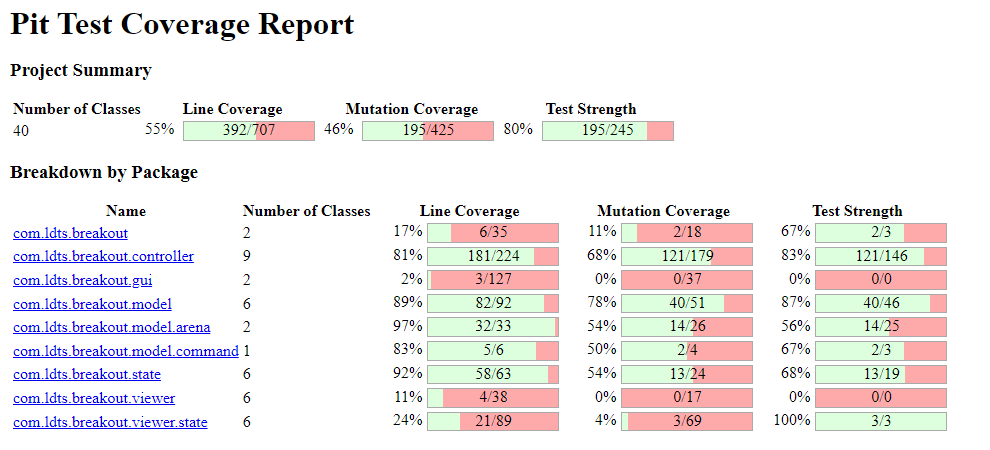 Pit Test Coverage Report
Project Summary
Number of Classes Line Coverage Mutation Coverage Test Strength
40 55% 392/707 46% 195/425 80% 195/245
Breakdown by Package
Name Number of Classes Line Coverage Mutation Coverage Test Strength
com.ldts.breakout 2 17% 6/35 11% 2/18 67% 2/3
com.ldts.breakout.controller 9 81% 181/224 68% 121/179 83% 121/146
com.ldts.breakout.gui 2 2% 3/127 0% 0/37 0% 0/0
com.ldts.breakout.model 6 89% 82/92 78% 40/51 87% 40/46
com.ldts.breakout.model.arena 2 97% 32/33 54% 14/26 56% 14/25
com.ldts.breakout.model.command 1 83% 5/6 50% 2/4 67% 2/3
com.ldts.breakout.state 6 92% 58/63 54% 13/24 68% 13/19
com.ldts.breakout.viewer 6 11% 4/38 0% 0/17 0% 0/0
com.ldts.breakout.viewer.state 6 24% 21/89 4% 3/69 100% 3/3